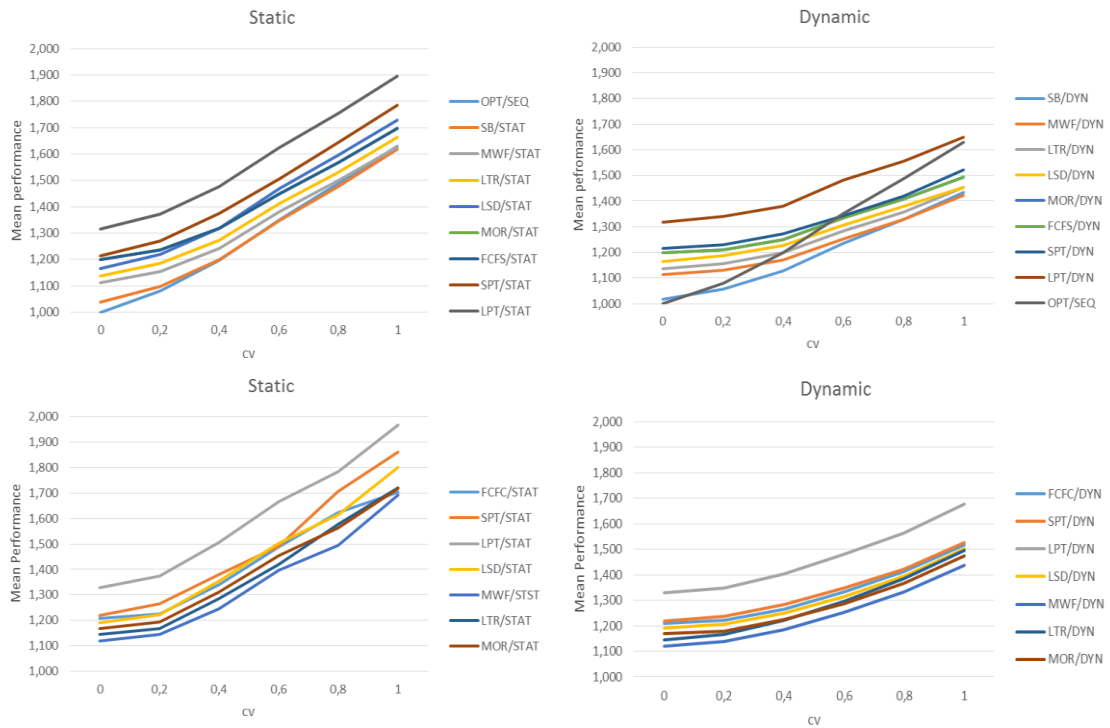 Static
Mean performance
2,000
1,900
1,800
1,700
1,600
1,500
1,400
1,300
1,200
1,100
1,000
0 0,2 0,4 0,6 0,8 1
cv
OPT/SEQ
SB/STAT
MWF/STAT
LTR/STAT
LSD/STAT
MOR/STAT
FCFS/STAT
SPT/STAT
LPT/STAT
Dynamic
Mean performance
2,000
1,900
1,800
1,700
1,600
1,500
1,400
1,300
1,200
1,100
1,000
0 0,2 0,4 0,6 0,8 1
cv
SB/DYN
MWF/DYN
LTR/DYN
LSD/DYN
MOR/DYN
FCFS/DYN
SPT/DYN
LPT/DYN
OPT/SEQ
Static
Mean Performance
2,000
1,900
1,800
1,700
1,600
1,500
1,400
1,300
1,200
1,100
1,000
0 0,2 0,4 0,6 0,8 1
cv
FCFC/STAT
SPT/STAT
LPT/STAT
LSD/STAT
MWF/STST
LTR/STAT
MOR/STAT
Dynamic
Mean Performance
2,000
1,900
1,800
1,700
1,600
1,500
1,400
1,300
1,200
1,100
1,000
0 0,2 0,4 0,6 0,8 1
cv
FCFC/DYN
SPT/DYN
LPT/DYN
LSD/DYN
MWF/DYN
LTR/DYN
MOR/DYN